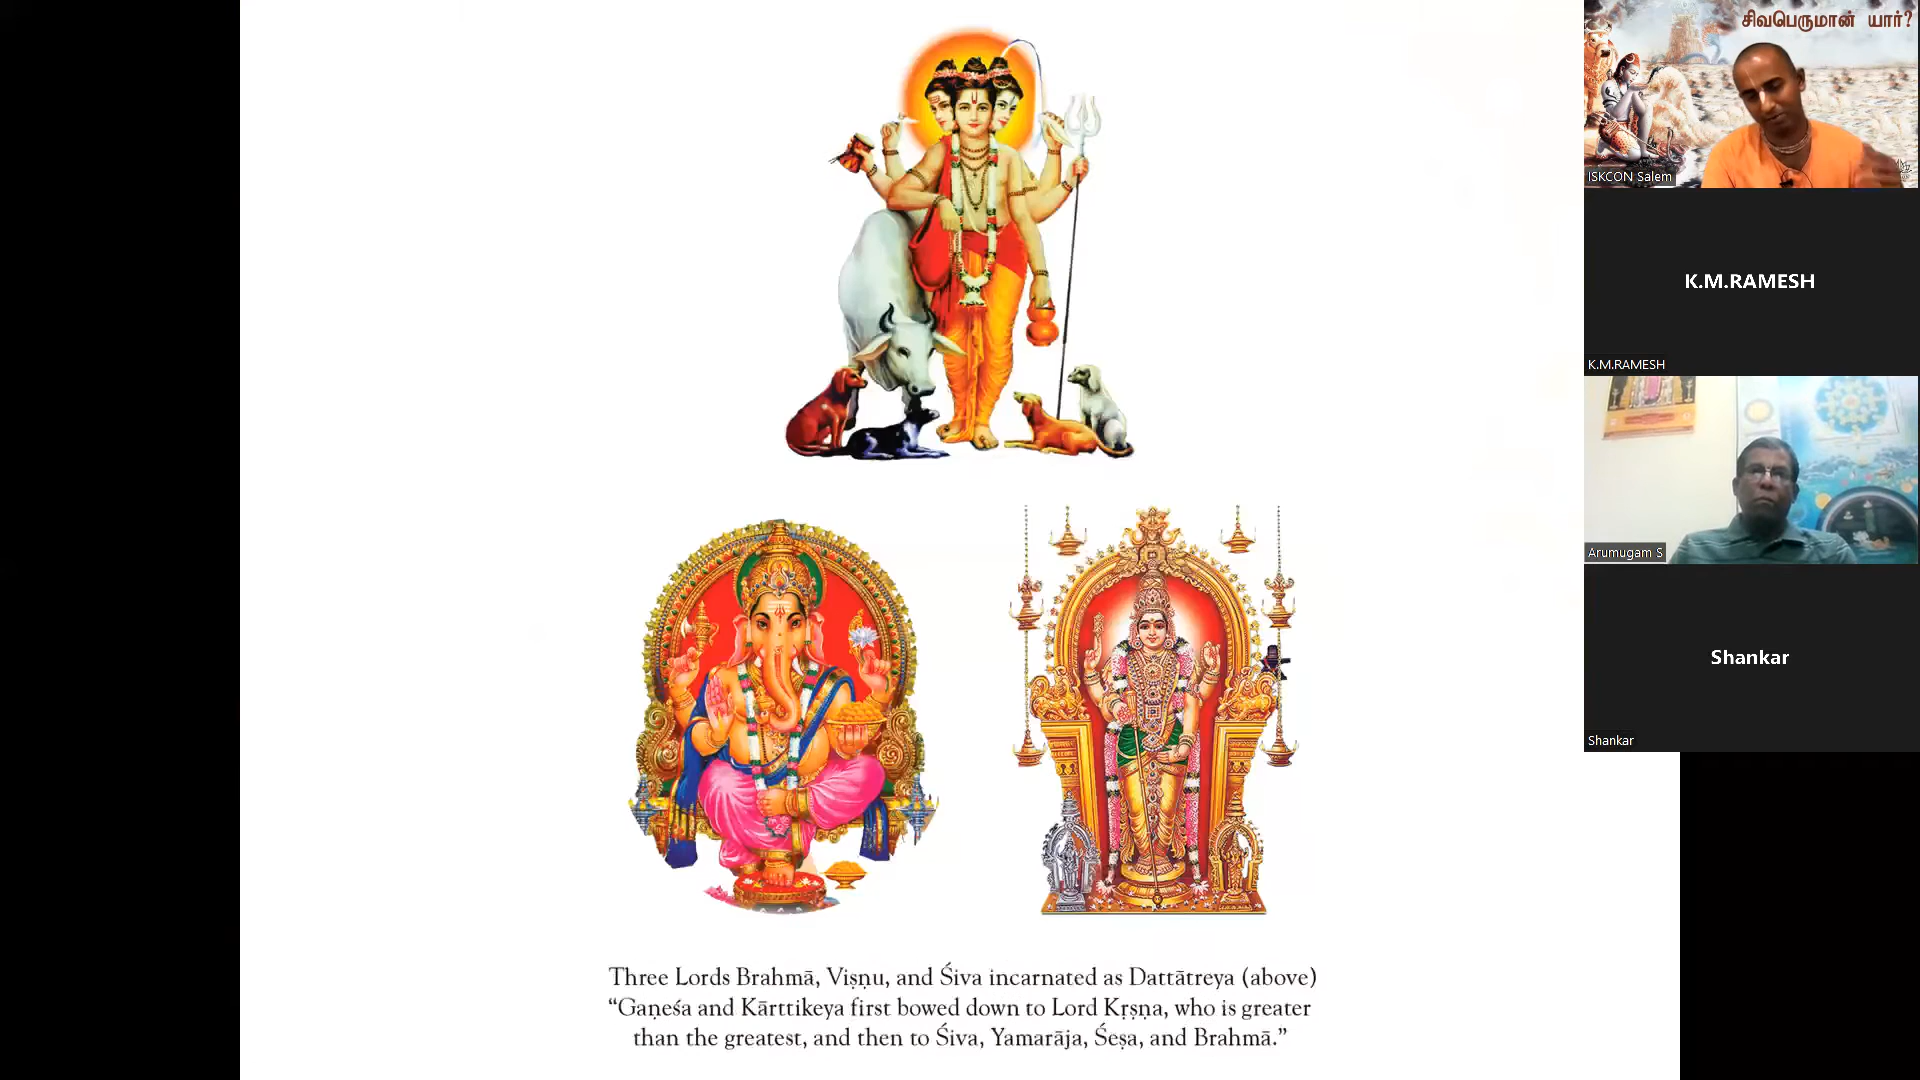 சிவபெருமான் யார்?
ISKCON Salem
K.M.RAMESH
K.M.RAMESH
Arumugam S
Shankar
Shankar
Three Lords Brahmā, Viṣṇu, and Śiva incarnated as Dattātreya (above)
“Gaṇeśa and Kārttikeya first bowed down to Lord Kṛṣṇa, who is greater
than the greatest, and then to Śiva, Yamarāja, Śeṣa, and Brahmā.”